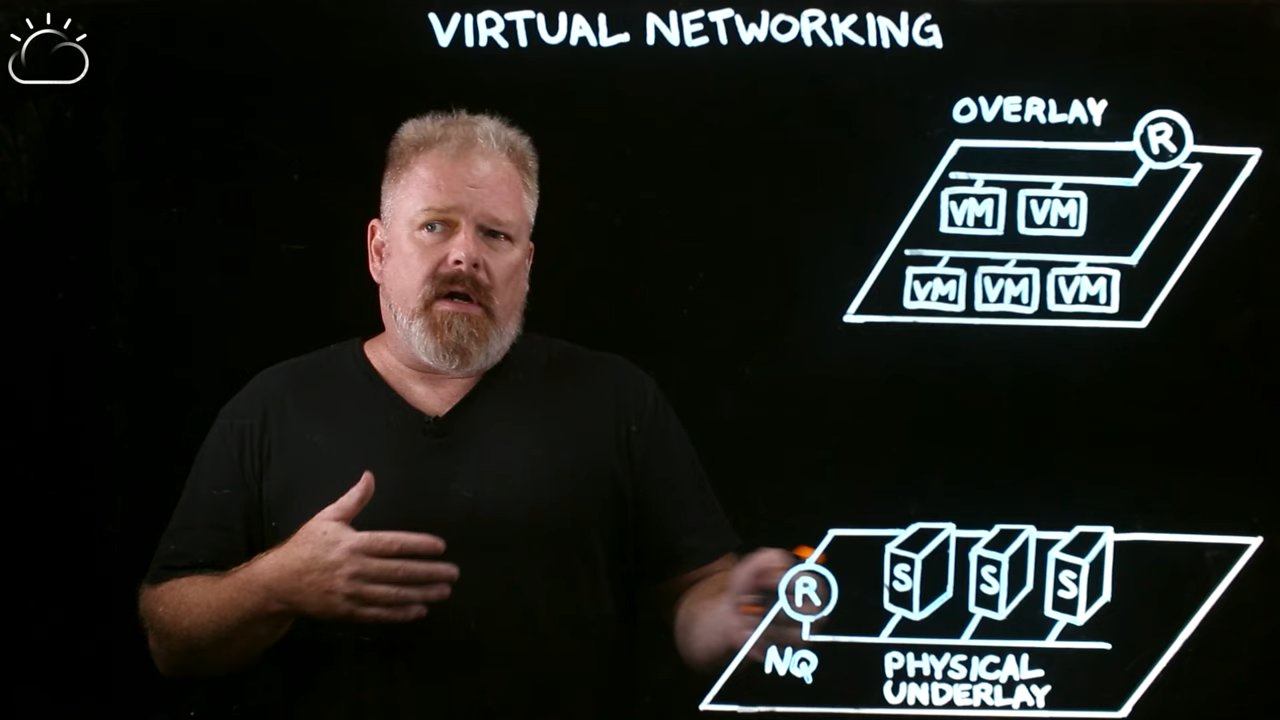 VIRTUAL NETWORKING
OVERLAY
R
VM VM
VM VM VM
R
S S S
NQ
PHYSICAL
UNDERLAY